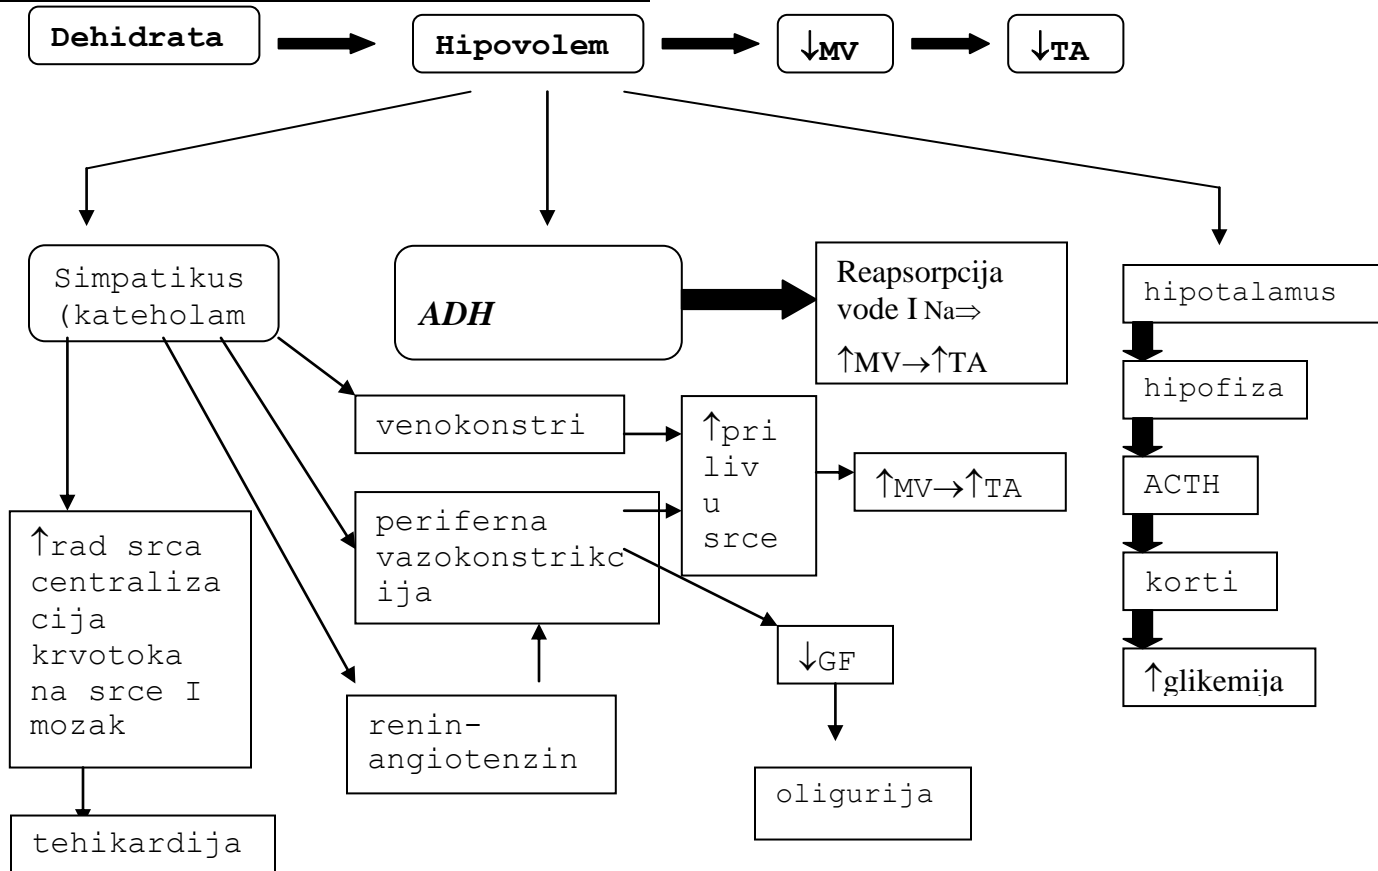 Dehidrata
Hipovolem
↓MV
↓TA
Simpatikus
(kateholam
ADH
Reapsorpcija
vode I Na⇒
↑MV→↑TA
hipotalamus
hipofiza
ACTH
korti
↑glikemija
venokonstri
periferna
vazokonstrikc
ija
↑pri
liv
u
srce
↑MV→↑TA
↑rad srca
centraliza
cija
krvotoka
na srce I
mozak
renin-
angiotenzin
↓GF
oligurija
tehikardija